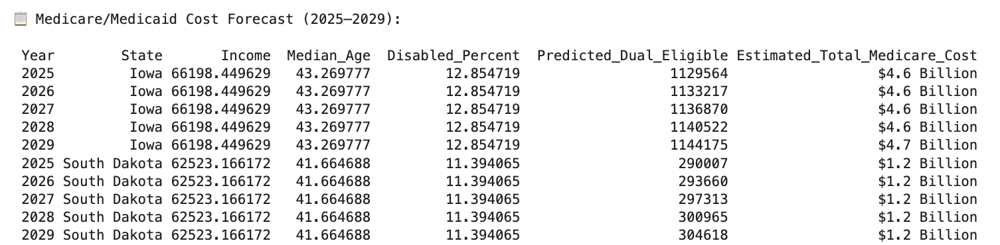 📋 Medicare/Medicaid Cost Forecast (2025–2029):
Year State Income Median_Age Disabled_Percent Predicted_Dual_Eligible Estimated_Total_Medicare_Cost
2025 Iowa 66198.449629 43.269777 12.854719 1129564 $4.6 Billion
2026 Iowa 66198.449629 43.269777 12.854719 1133217 $4.6 Billion
2027 Iowa 66198.449629 43.269777 12.854719 1136870 $4.6 Billion
2028 Iowa 66198.449629 43.269777 12.854719 1140522 $4.6 Billion
2029 Iowa 66198.449629 43.269777 12.854719 1144175 $4.7 Billion
2025 South Dakota 62523.166172 41.664688 11.394065 290007 $1.2 Billion
2026 South Dakota 62523.166172 41.664688 11.394065 293660 $1.2 Billion
2027 South Dakota 62523.166172 41.664688 11.394065 297313 $1.2 Billion
2028 South Dakota 62523.166172 41.664688 11.394065 300965 $1.2 Billion
2029 South Dakota 62523.166172 41.664688 11.394065 304618 $1.2 Billion